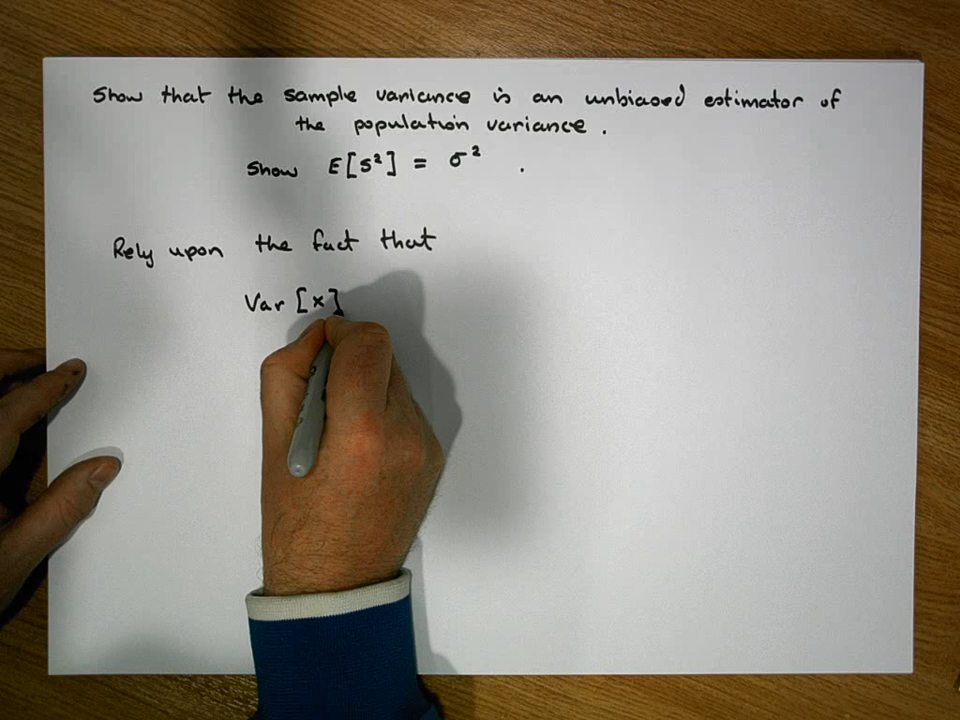 Show that the sample variance is an unbiased estimator of
the population variance.
Show E[S²] = σ² .
Rely upon the fact that
Var [x]